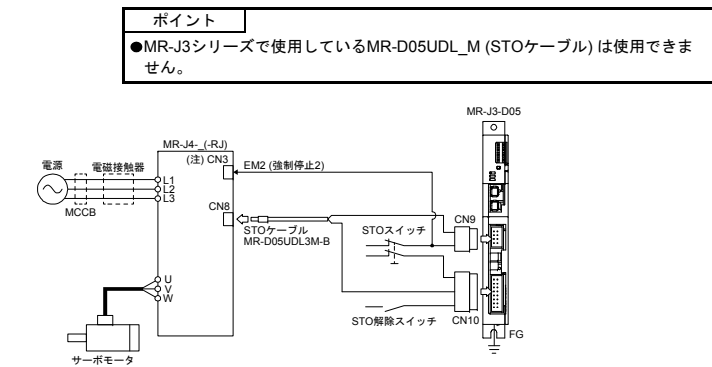 ポイント
●MR-J3シリーズで使用しているMR-D05UDL_M (STOケーブル) は使用できま
せん。
MR-J3-D05
MR-J4-_(-RJ)
(注) CN3
電源
電磁接触器
EM2 (強制停止2)
L1
L2
L3
MCCB
CN8
CN9
STOケーブル
MR-D05UDL3M-B
STOスイッチ
U
V
W
STO解除スイッチ
CN10
FG
サーボモータ